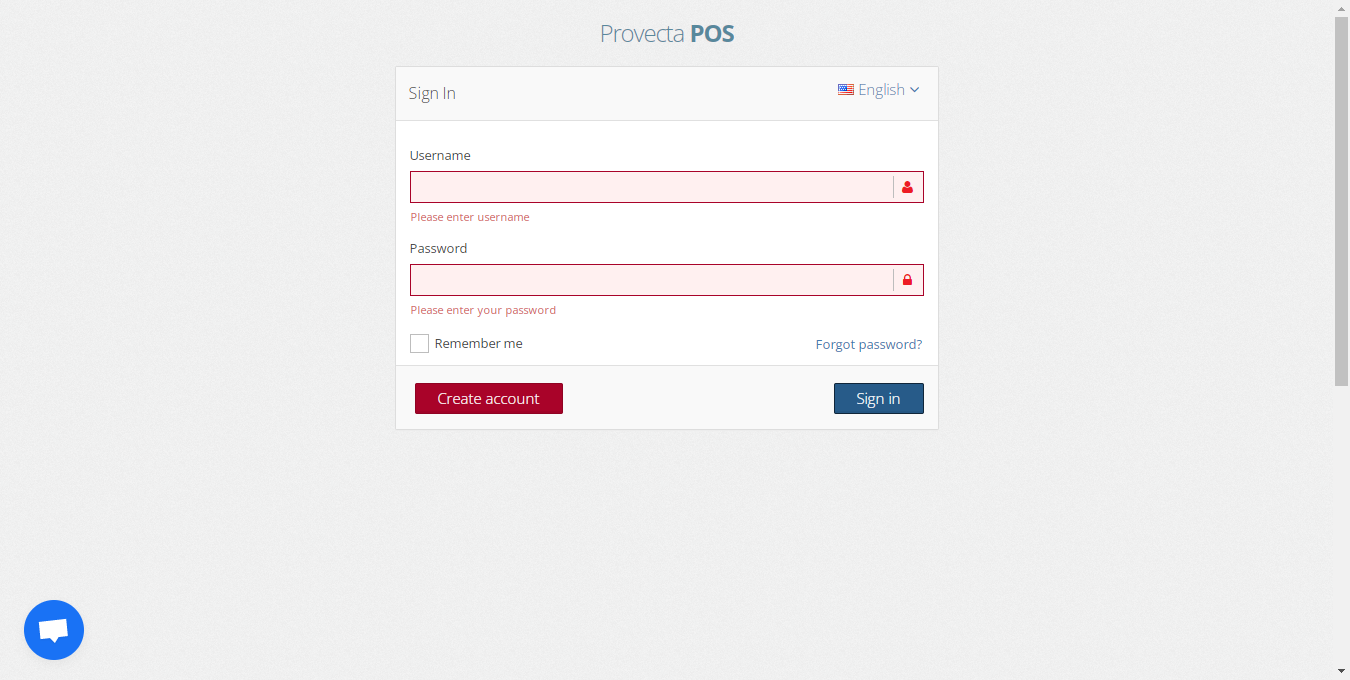 Provecta POS
Sign In
English
Username
Please enter username
Password
Please enter your password
Remember me
Forgot password?
Create account
Sign in